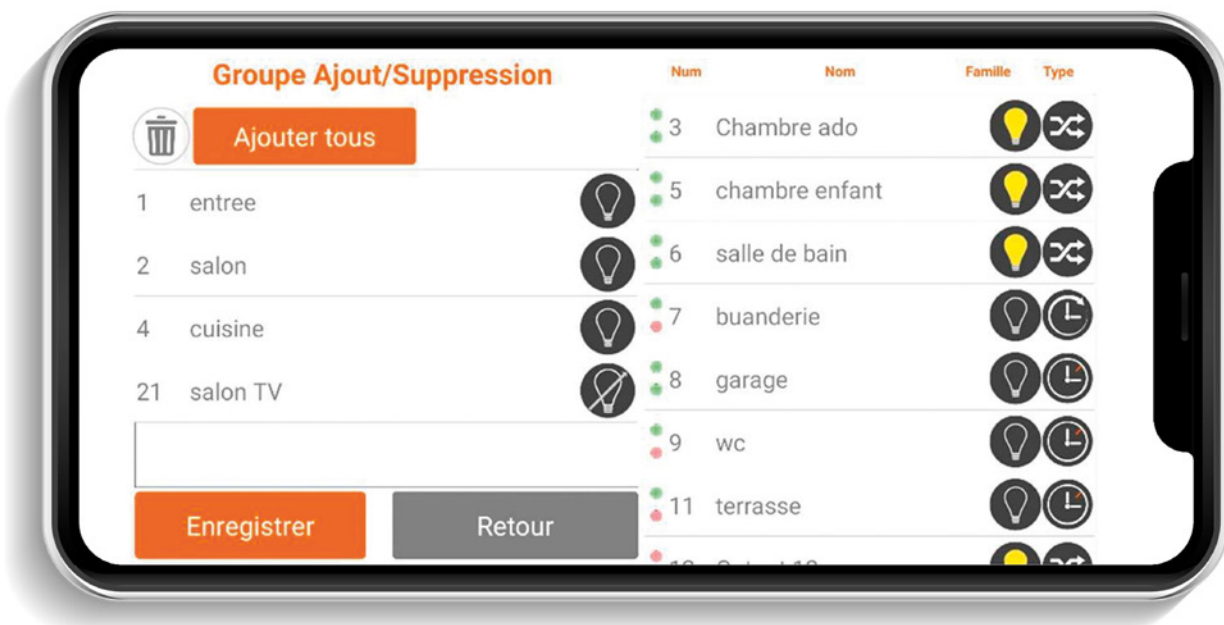 Groupe Ajout/Suppression
Ajouter tous
1 entree
2 salon
4 cuisine
21 salon TV
Enregistrer Retour
Num Nom Famille Type
3 Chambre ado
5 chambre enfant
6 salle de bain
7 buanderie
8 garage
9 wc
11 terrasse